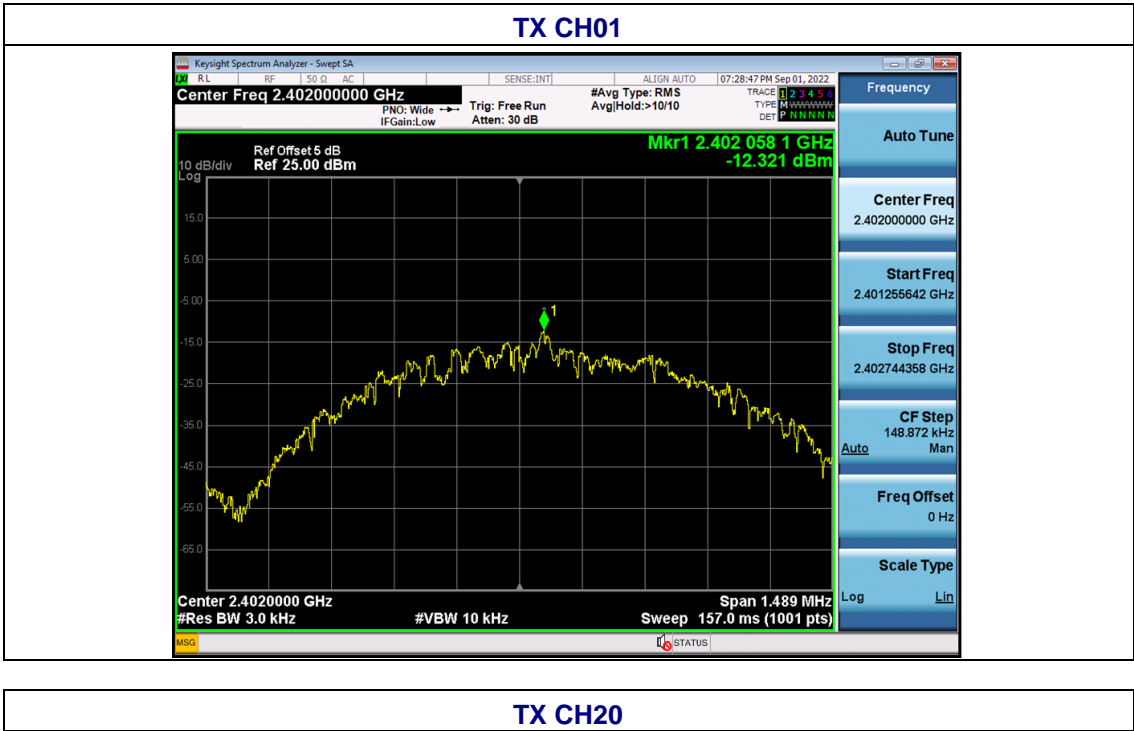 TX CH01
Keysight Spectrum Analyzer - Swept SA
LXI RL RF 50 Ω AC SENSE:INT ALIGN AUTO 07:28:47 PM Sep 01, 2022
Center Freq 2.402000000 GHz
PNO: Wide
IFGain:Low
Trig: Free Run
Atten: 30 dB
#Avg Type: RMS
Avg|Hold:>10/10
TRACE 1 2 3 4 5 6
TYPE M WWWWW
DET P N N N N N
Frequency
Mkr1 2.402 058 1 GHz
-12.321 dBm
Ref Offset 5 dB
10 dB/div Ref 25.00 dBm
Log
15.0
5.00
-5.00
-15.0
-25.0
-35.0
-45.0
-55.0
-65.0
1
Center 2.4020000 GHz
Span 1.489 MHz
#Res BW 3.0 kHz
#VBW 10 kHz
Sweep 157.0 ms (1001 pts)
Auto Tune
Center Freq
2.402000000 GHz
Start Freq
2.401255642 GHz
Stop Freq
2.402744358 GHz
CF Step
148.872 kHz
Auto Man
Freq Offset
0 Hz
Scale Type
Log Lin
MSG STATUS
TX CH20